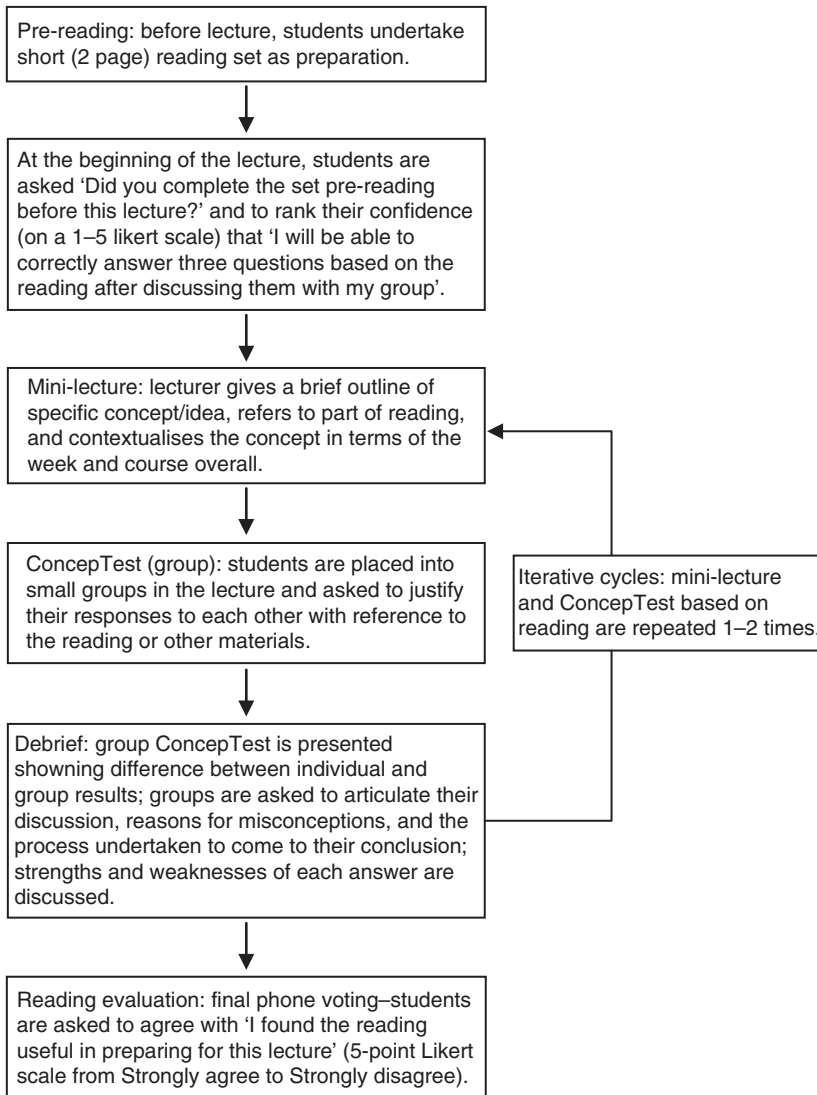 Pre-reading: before lecture, students undertake
short (2 page) reading set as preparation.
At the beginning of the lecture, students are
asked ‘Did you complete the set pre-reading
before this lecture?’ and to rank their confidence
(on a 1–5 likert scale) that ‘I will be able to
correctly answer three questions based on the
reading after discussing them with my group’.
Mini-lecture: lecturer gives a brief outline of
specific concept/idea, refers to part of reading,
and contextualises the concept in terms of the
week and course overall.
ConcepTest (group): students are placed into
small groups in the lecture and asked to justify
their responses to each other with reference to
the reading or other materials.
Iterative cycles: mini-lecture
and ConcepTest based on
reading are repeated 1–2 times.
Debrief: group ConcepTest is presented
showning difference between individual and
group results; groups are asked to articulate their
discussion, reasons for misconceptions, and the
process undertaken to come to their conclusion;
strengths and weaknesses of each answer are
discussed.
Reading evaluation: final phone voting–students
are asked to agree with ‘I found the reading
useful in preparing for this lecture’ (5-point Likert
scale from Strongly agree to Strongly disagree).